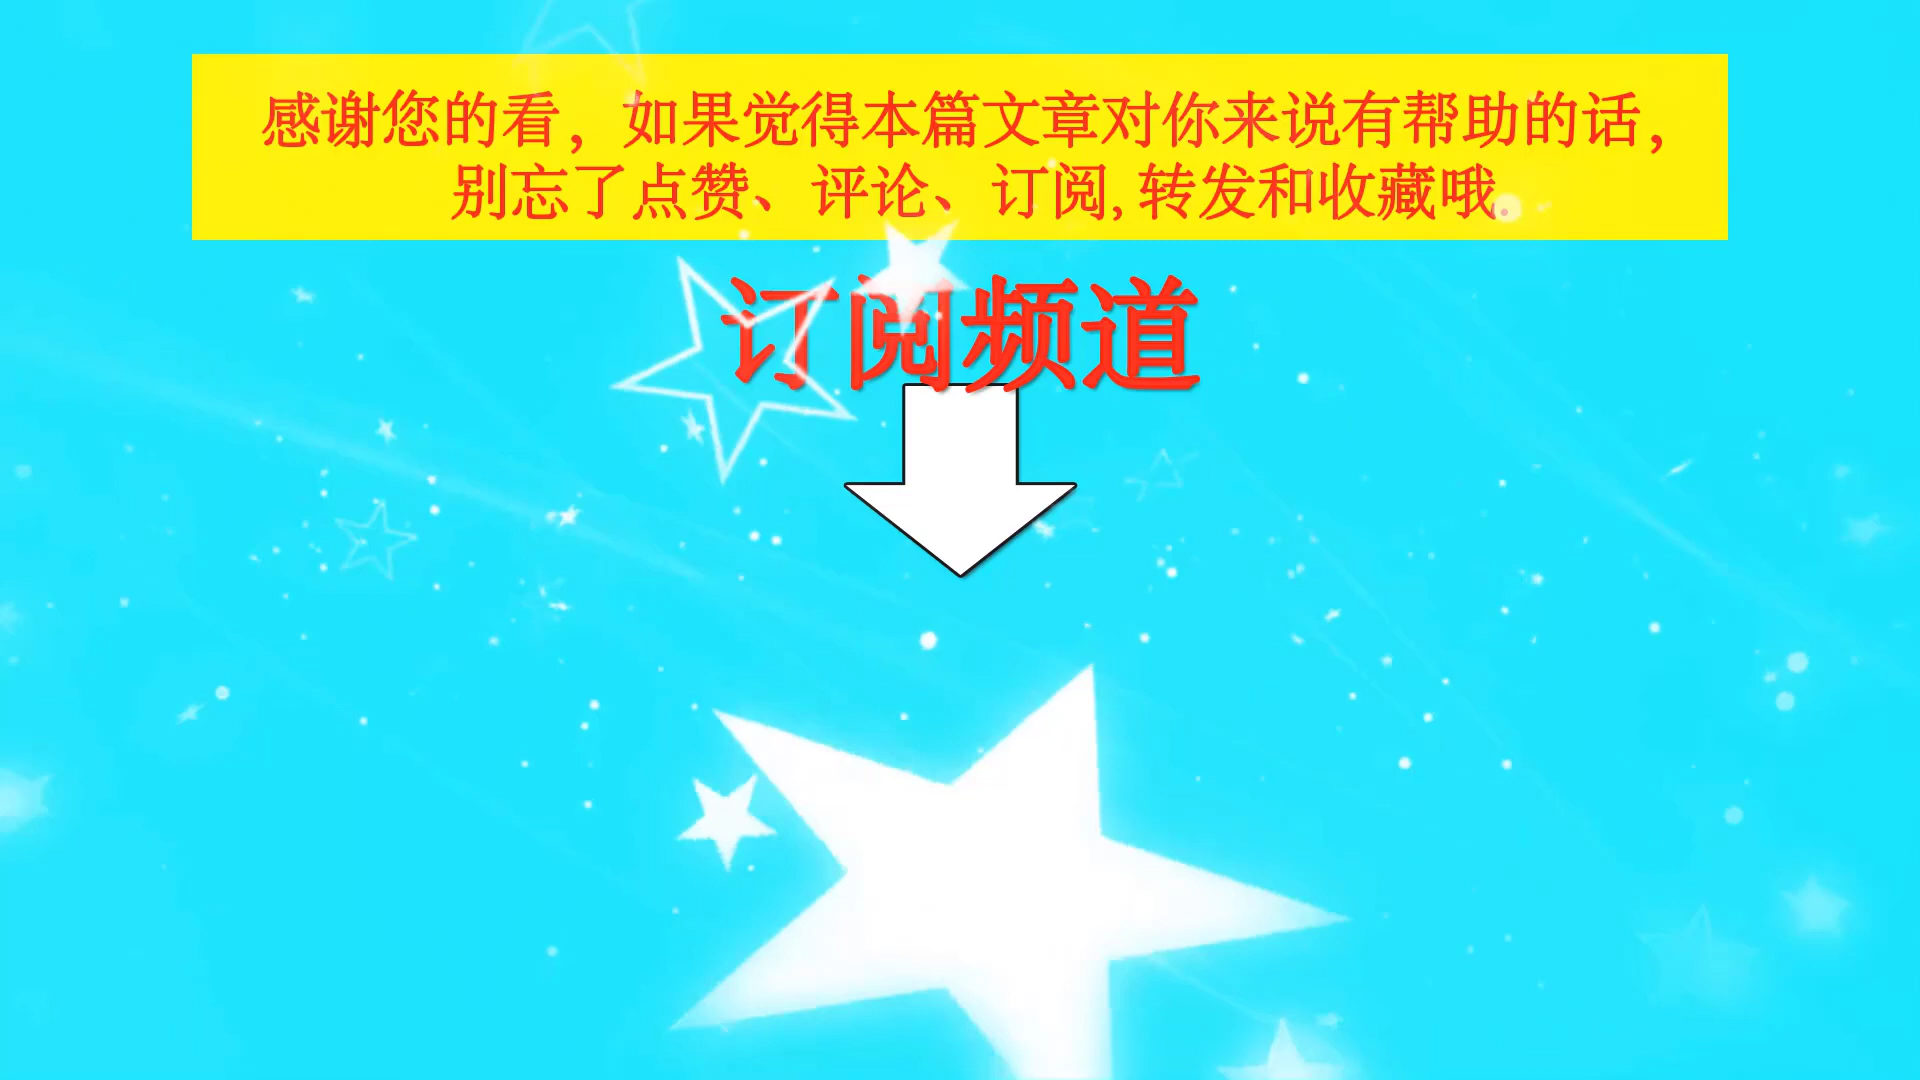 感谢您的看，如果觉得本篇文章对你来说有帮助的话，
别忘了点赞、评论、订阅,转发和收藏哦.
订阅频道